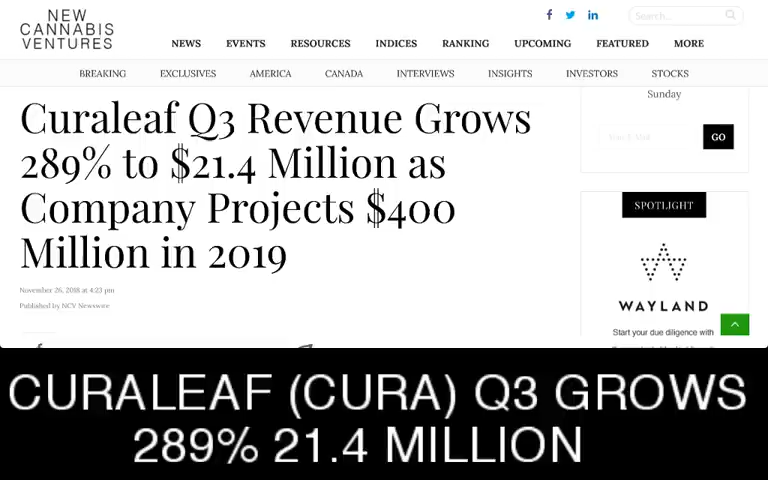 NEW
CANNABIS
VENTURES
Search...
NEWS EVENTS RESOURCES INDICES RANKING UPCOMING FEATURED MORE
BREAKING EXCLUSIVES AMERICA CANADA INTERVIEWS INSIGHTS INVESTORS STOCKS
Curaleaf Q3 Revenue Grows
289% to $21.4 Million as
Company Projects $400
Million in 2019
November 26, 2018 at 4:23 pm
Published by NCV Newswire
Sunday
GO
SPOTLIGHT
WAYLAND
Start your due diligence with
CURALEAF (CURA) Q3 GROWS
289% 21.4 MILLION